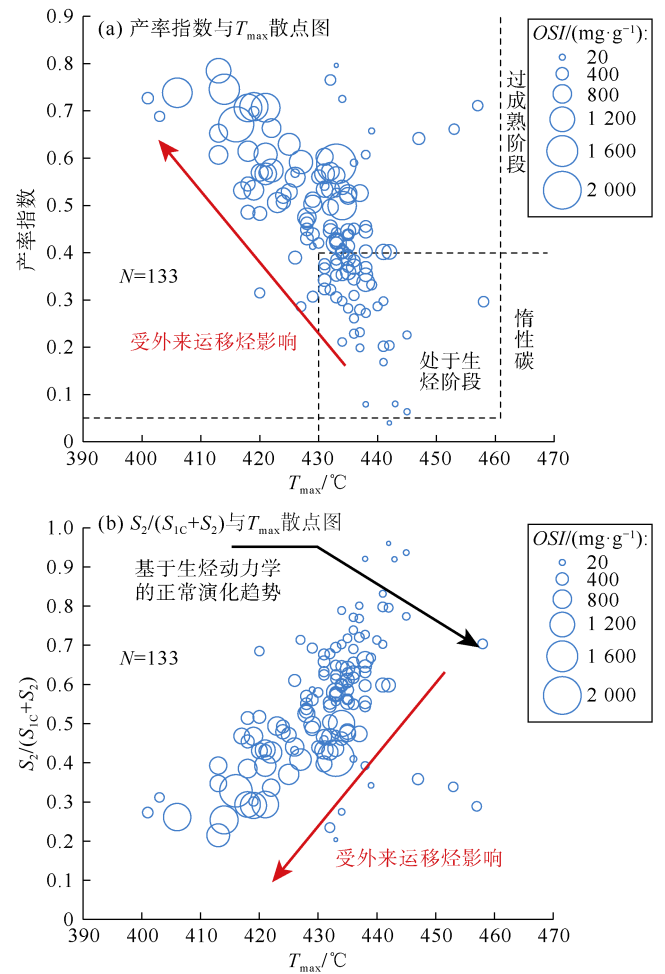 (a) 产率指数与Tmax散点图
OSI/(mg·g⁻¹):
20
400
800
1 200
1 600
2 000
过成熟阶段
0.9
0.8
0.7
0.6
0.5
0.4
0.3
0.2
0.1
0
产率指数
N=133
受外来运移烃影响
处于生
烃阶段
惰性碳
390
400
410
420
430
440
450
460
470
Tmax/℃
(b) S2/(S1C+S2)与Tmax散点图
OSI/(mg·g⁻¹):
20
400
800
1 200
1 600
2 000
基于生烃动力学
的正常演化趋势
1.0
0.9
0.8
0.7
0.6
0.5
0.4
0.3
0.2
0.1
0
S2/(S1C+S2)
N=133
受外来运移烃影响
390
400
410
420
430
440
450
460
470
Tmax/℃